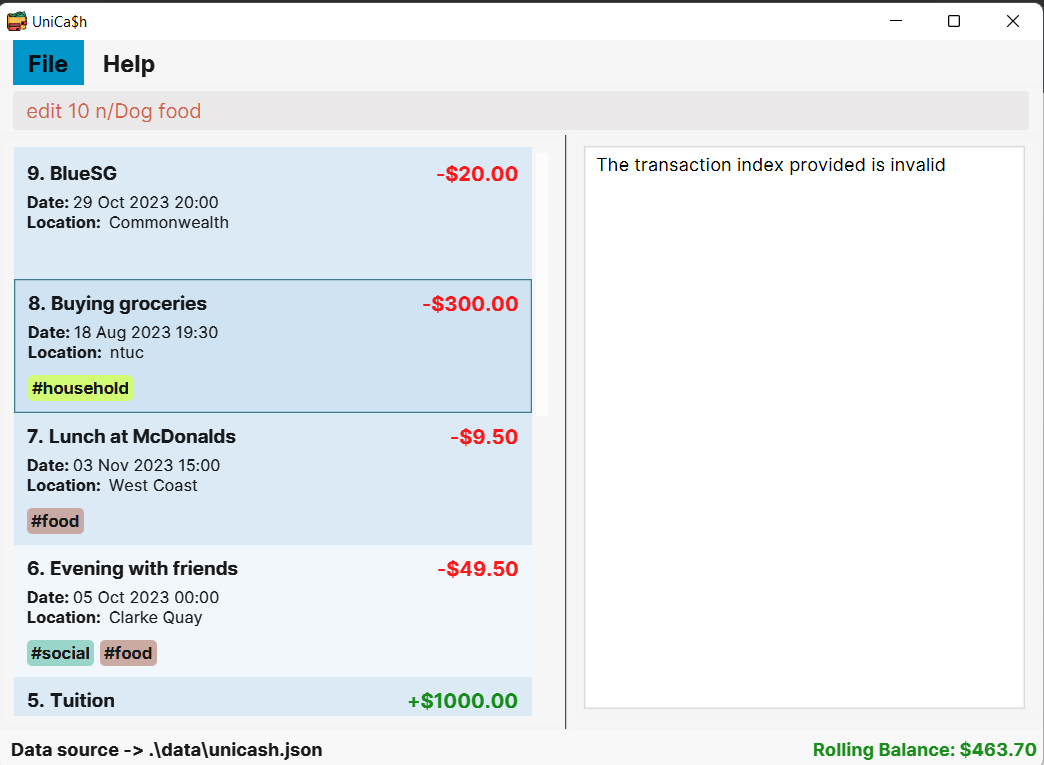 UniCa$h
File Help
edit 10 n/Dog food
9. BlueSG -$20.00
Date: 29 Oct 2023 20:00
Location: Commonwealth
8. Buying groceries -$300.00
Date: 18 Aug 2023 19:30
Location: ntuc
#household
7. Lunch at McDonalds -$9.50
Date: 03 Nov 2023 15:00
Location: West Coast
#food
6. Evening with friends -$49.50
Date: 05 Oct 2023 00:00
Location: Clarke Quay
#social #food
5. Tuition +$1000.00
The transaction index provided is invalid
Data source -> .\data\unicash.json
Rolling Balance: $463.70